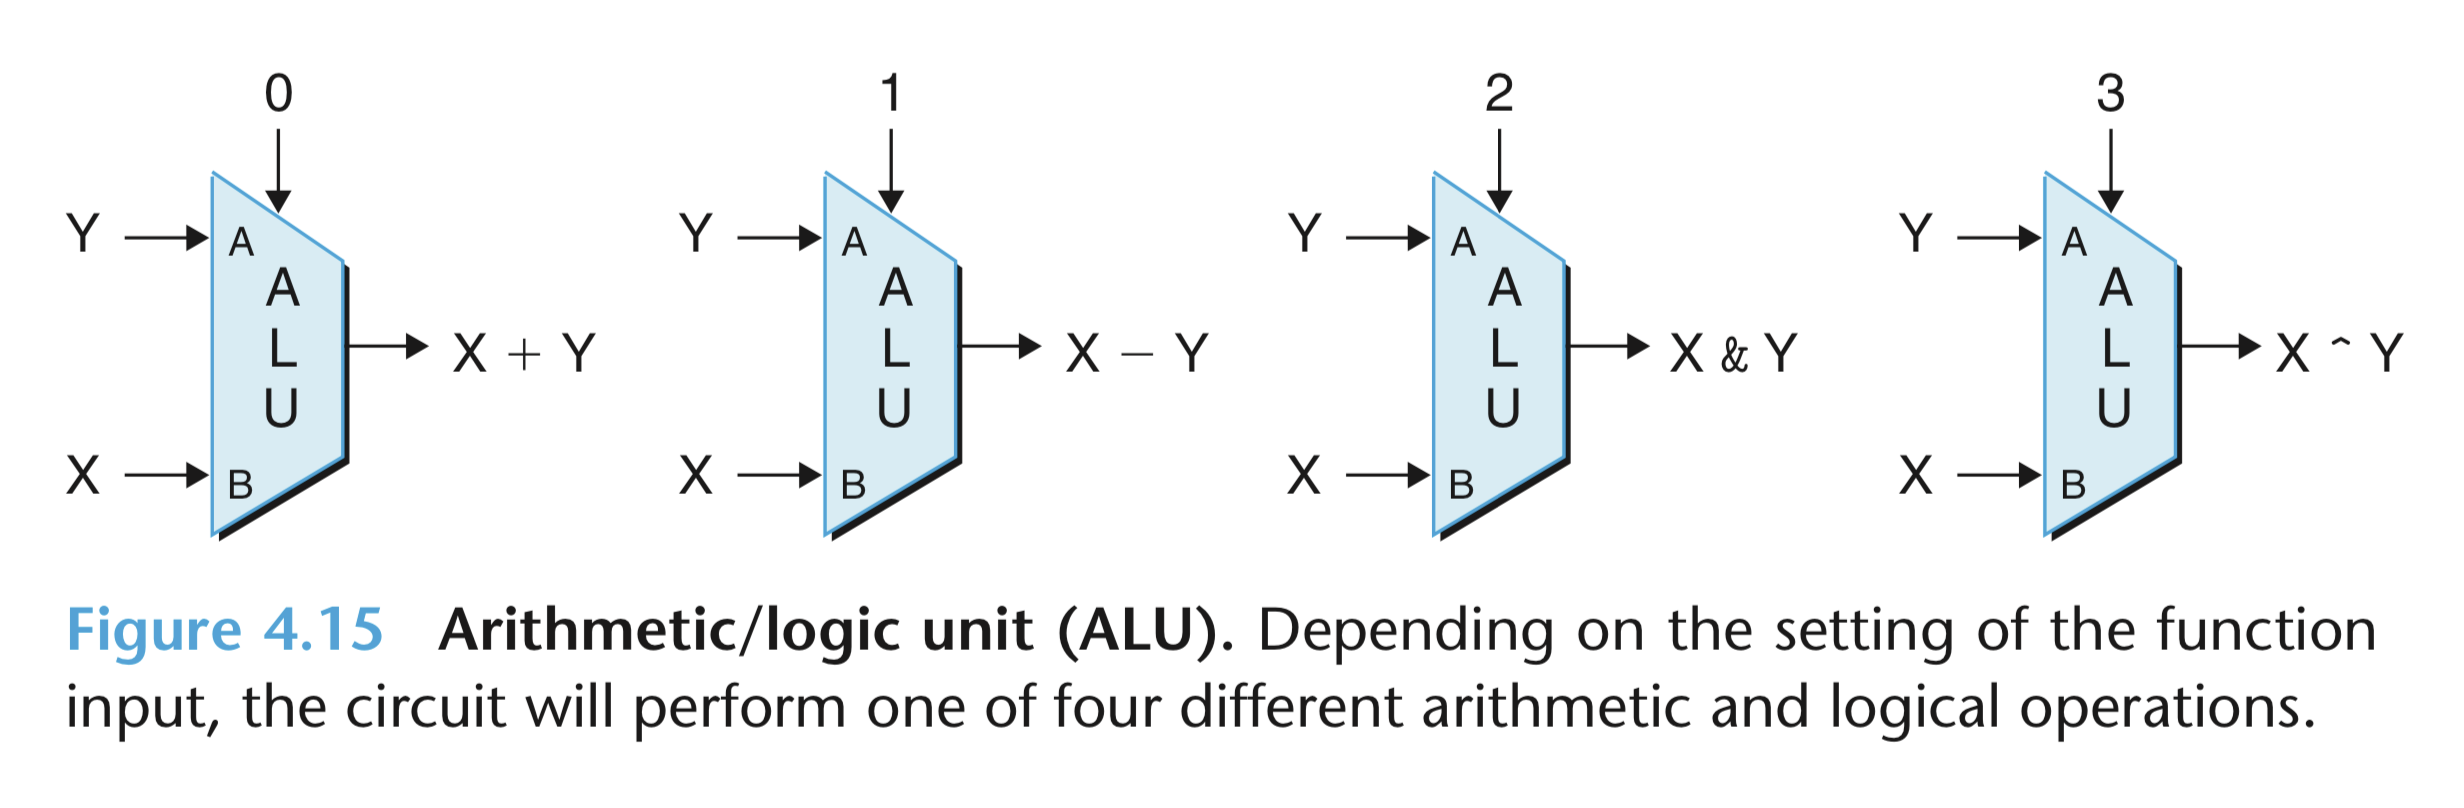 0 1 2 3
Y A Y A Y A Y A
A L U X + Y A L U X − Y A L U X & Y A L U X ^ Y
X B X B X B X B
Figure 4.15 Arithmetic/logic unit (ALU). Depending on the setting of the function
input, the circuit will perform one of four different arithmetic and logical operations.